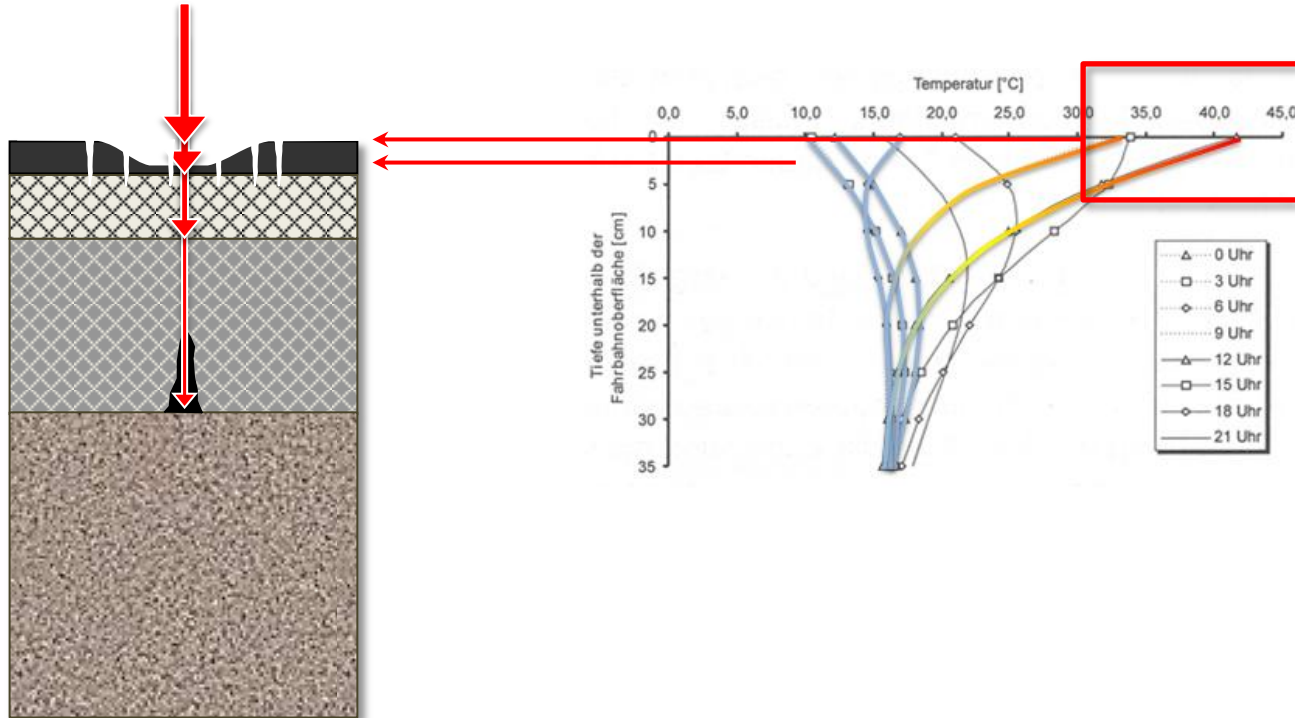 Temperatur [°C]
0,0 5,0 10,0 15,0 20,0 25,0 30,0 35,0 40,0 45,0
Tiefe unterhalb der
Fahrbahnoberfläche [cm]
0
5
10
15
20
25
30
35
0 Uhr
3 Uhr
6 Uhr
9 Uhr
12 Uhr
15 Uhr
18 Uhr
21 Uhr